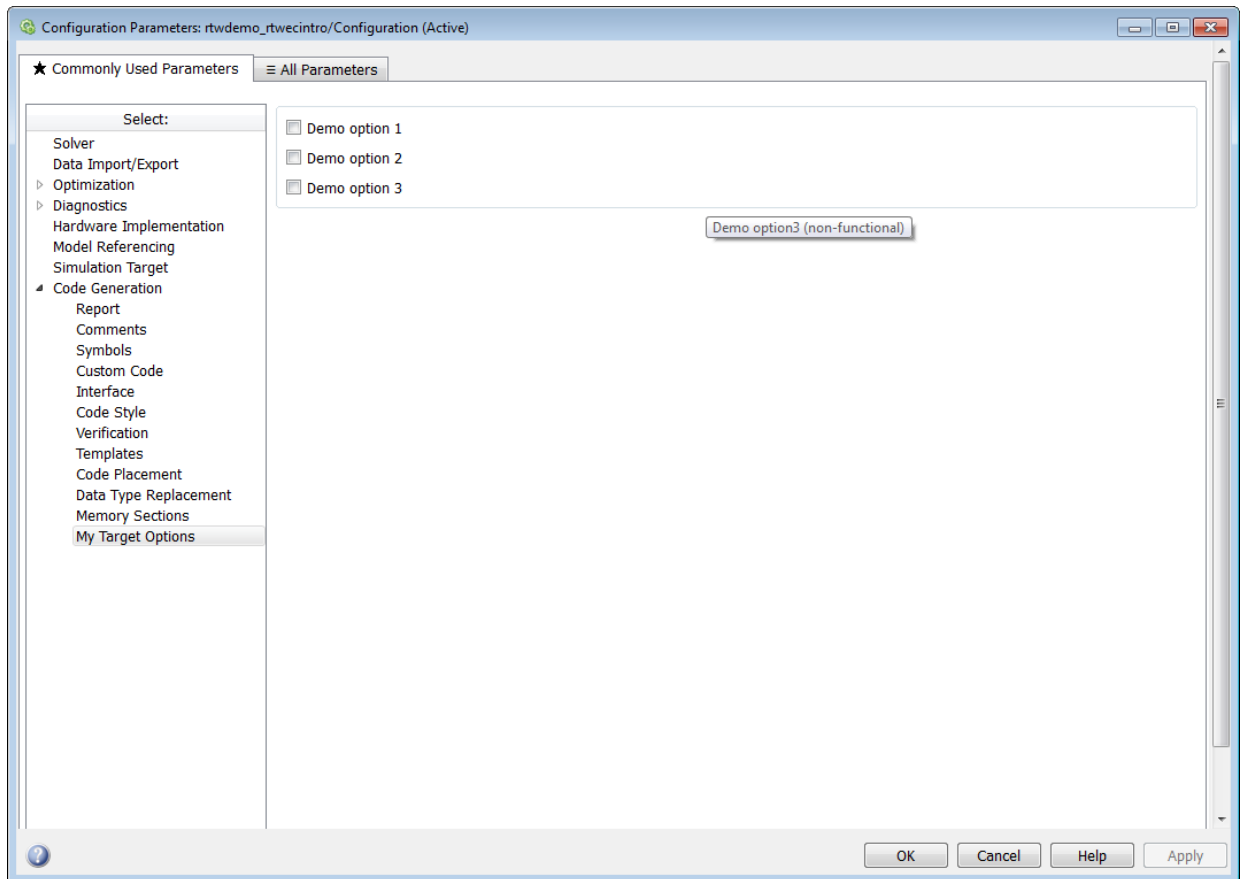 Configuration Parameters: rtwdemo_rtwecintro/Configuration (Active)
★ Commonly Used Parameters
≡ All Parameters
Select:
Solver
Data Import/Export
Optimization
Diagnostics
Hardware Implementation
Model Referencing
Simulation Target
Code Generation
Report
Comments
Symbols
Custom Code
Interface
Code Style
Verification
Templates
Code Placement
Data Type Replacement
Memory Sections
My Target Options
Demo option 1
Demo option 2
Demo option 3
Demo option3 (non-functional)
OK
Cancel
Help
Apply